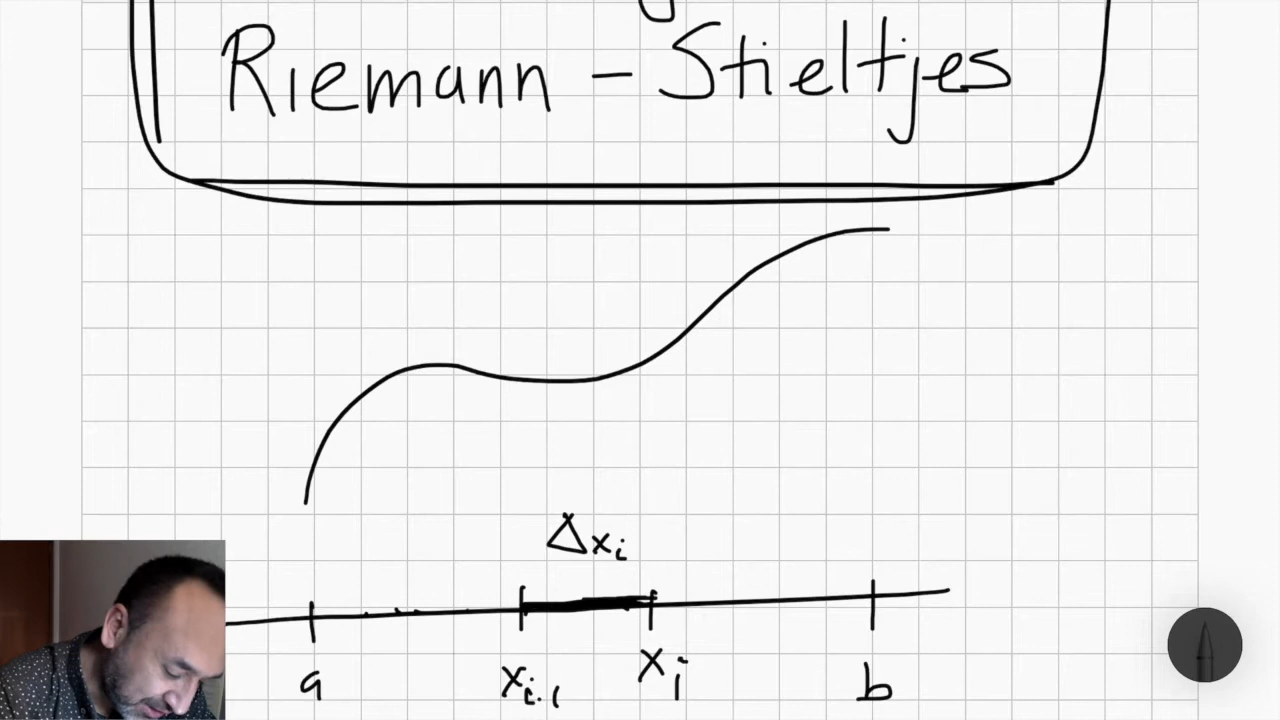 Riemann - Stieltjes
Δxᵢ
a xᵢ₋₁ xᵢ b